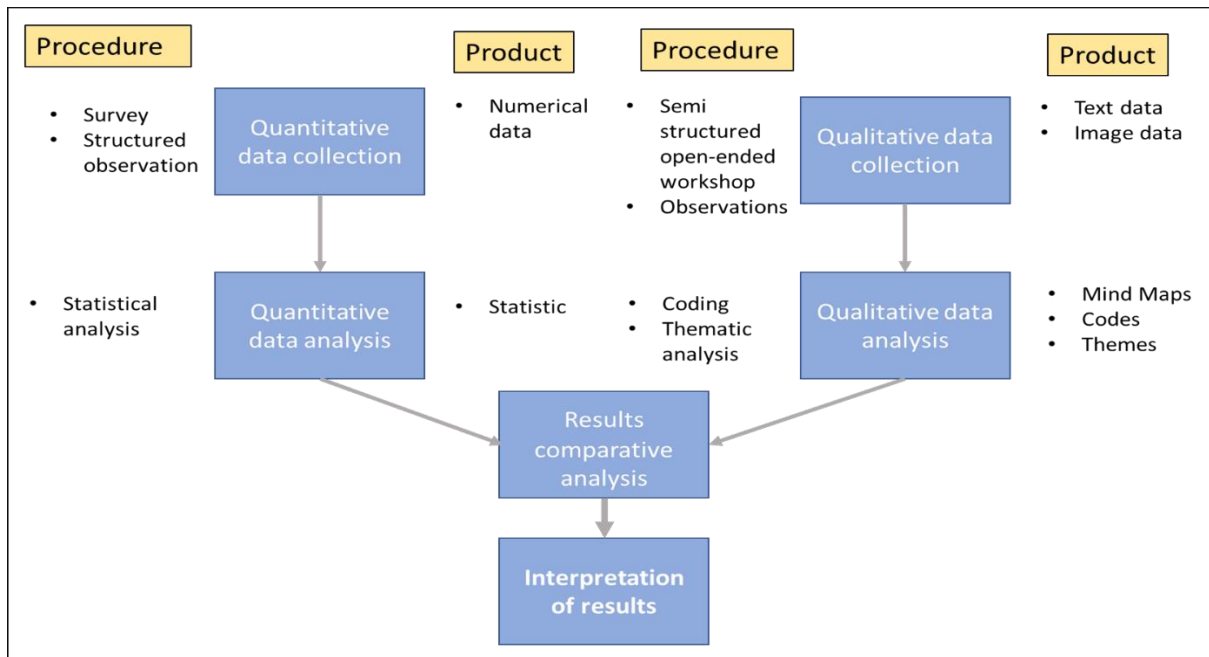 Procedure
Product
Procedure
Product
• Survey
• Structured
observation
Quantitative
data collection
• Numerical
data
• Semi
structured
open-ended
workshop
• Observations
Qualitative data
collection
• Text data
• Image data
• Statistical
analysis
Quantitative
data analysis
• Statistic
• Coding
• Thematic
analysis
Qualitative data
analysis
• Mind Maps
• Codes
• Themes
Results
comparative
analysis
Interpretation
of results